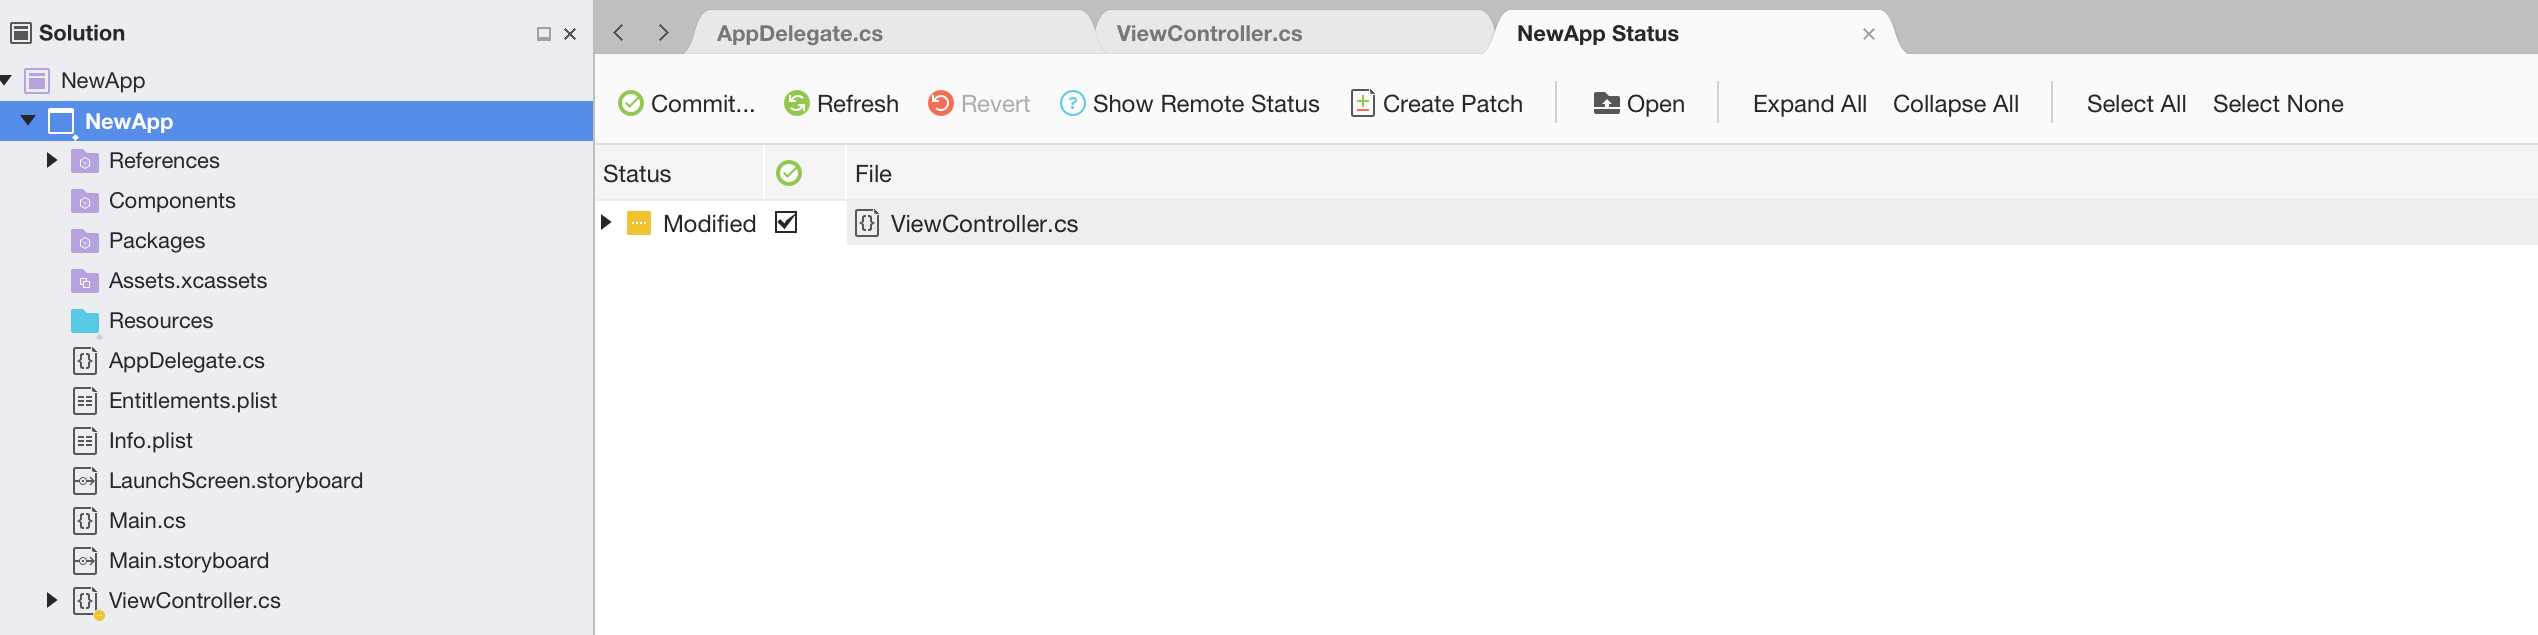 Solution
NewApp
NewApp
References
Components
Packages
Assets.xcassets
Resources
AppDelegate.cs
Entitlements.plist
Info.plist
LaunchScreen.storyboard
Main.cs
Main.storyboard
ViewController.cs
AppDelegate.cs ViewController.cs NewApp Status
Commit... Refresh Revert Show Remote Status Create Patch Open Expand All Collapse All Select All Select None
Status File
Modified ViewController.cs